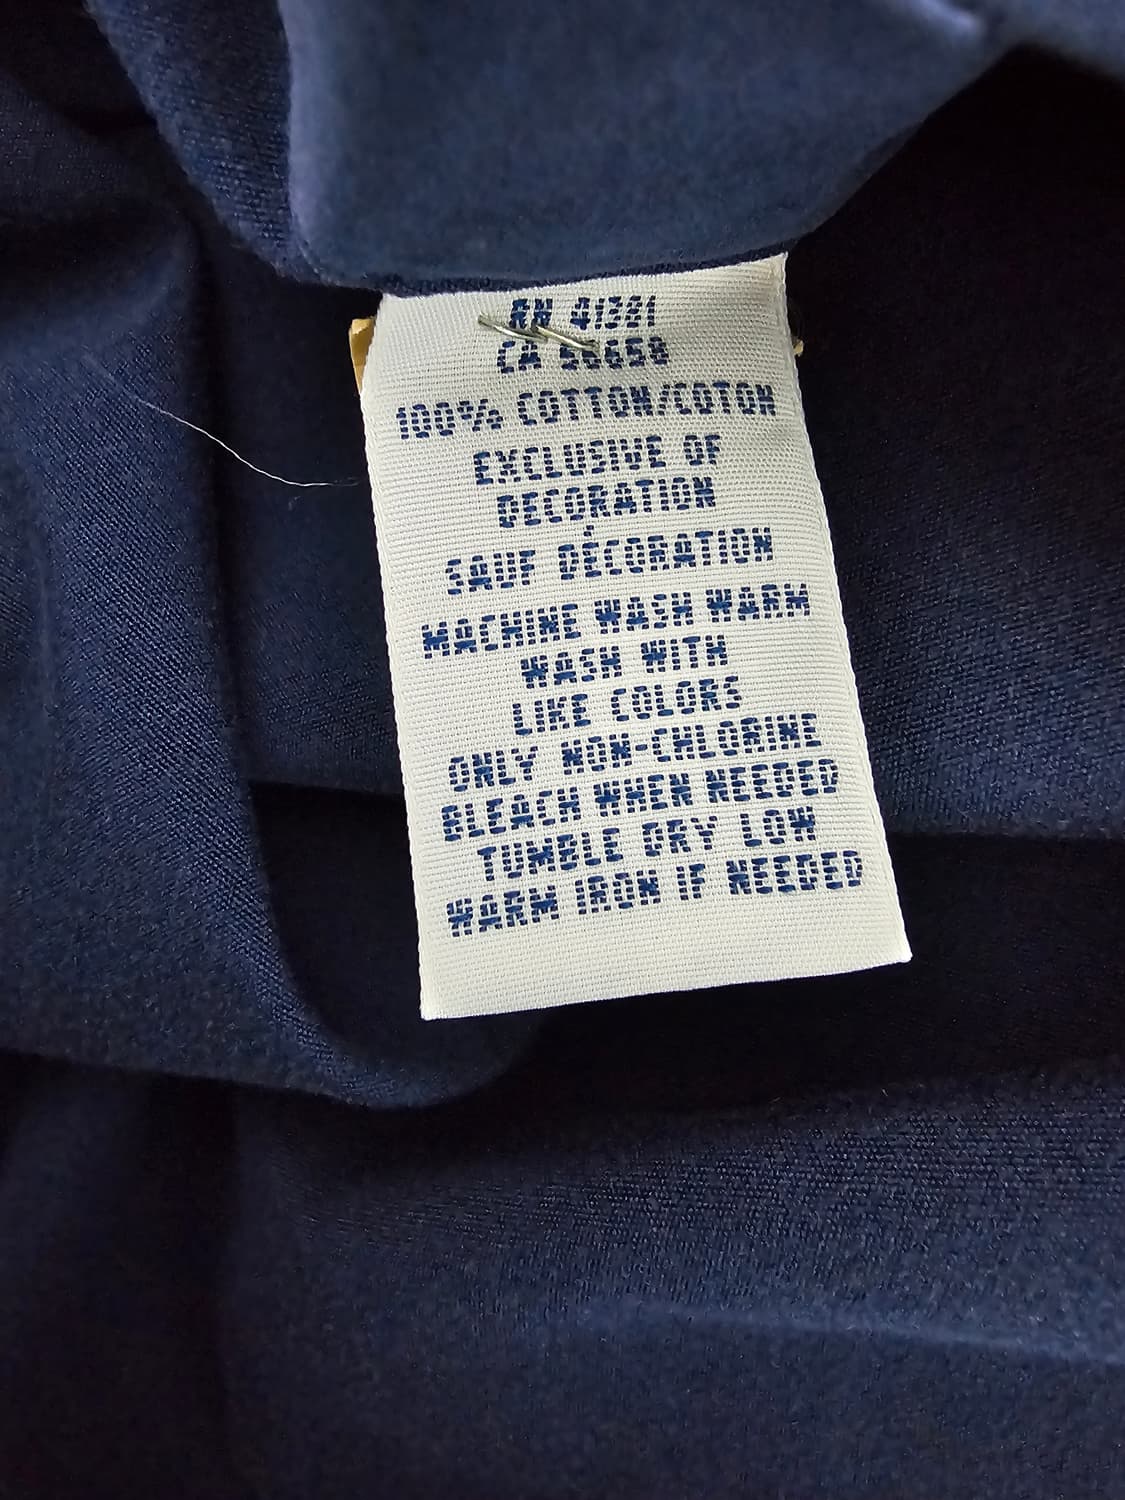 RN 41381
CA
100% COTTON/COTON
EXCLUSIVE OF
DECORATION
SAUF DÉCORATION
MACHINE WASH WARM
WASH WITH
LIKE COLORS
ONLY NON-CHLORINE
BLEACH WHEN NEEDED
TUMBLE DRY LOW
WARM IRON IF NEEDED